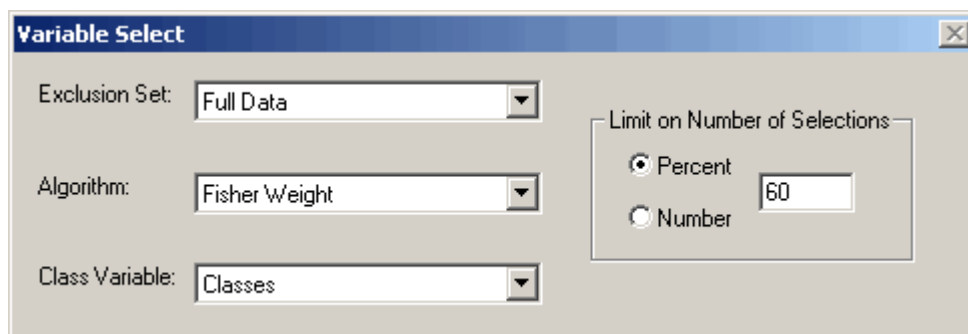 Variable Select
Exclusion Set: Full Data
Algorithm: Fisher Weight
Class Variable: Classes
Limit on Number of Selections
Percent
60
Number